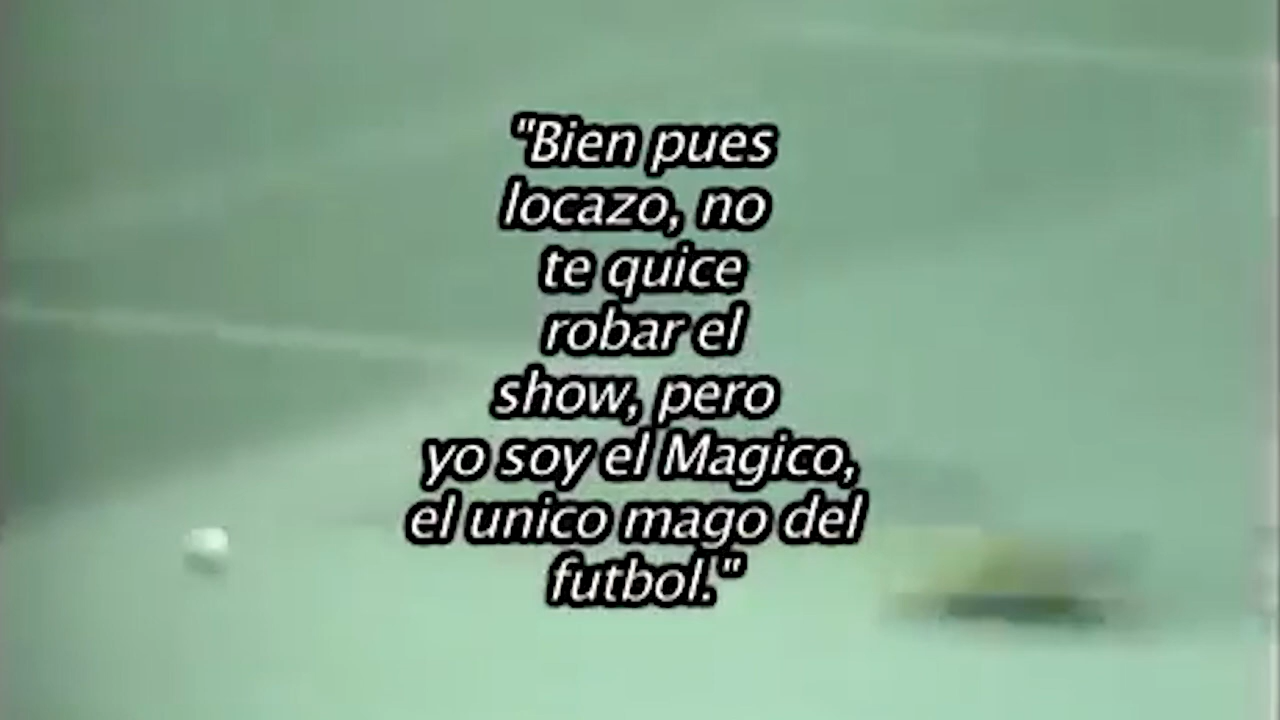 "Bien pues
locazo, no
te quice
robar el
show, pero
yo soy el Magico,
el unico mago del
futbol."